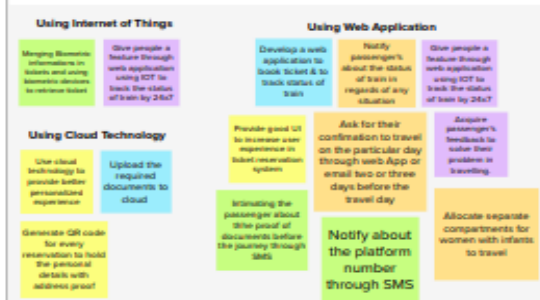 Using Internet of Things
Merging Biometric
informations in
tickets and using
biometric devices
to retrieve ticket
Give people a
feature through
web application
using IOT to
track the status
of train by 24x7
Using Cloud Technology
Use cloud
technology to
provide better
personalized
experience
Upload the
required
documents to
cloud
Generate QR code
for every
reservation to hold
the personal
details with
address proof
Using Web Application
Develop a web
application to
book ticket & to
track status of
train
Notify
passenger's
about the status
of train in
regards of any
situation
Give people a
feature through
web application
using IOT to
track the status
of train by 24x7
Provide good UI
to increase user
experience in
ticket reservation
system
Ask for their
confimation to travel
on the particular day
through web App or
email two or three
days before the
travel day
Acquire
passenger's
feedback to
solve their
problem in
travelling.
Intimating the
passenger about
the proof of
documents before
the journey through
SMS
Notify about
the platform
number
through SMS
Allocate separate
compartments for
women with infants
to travel